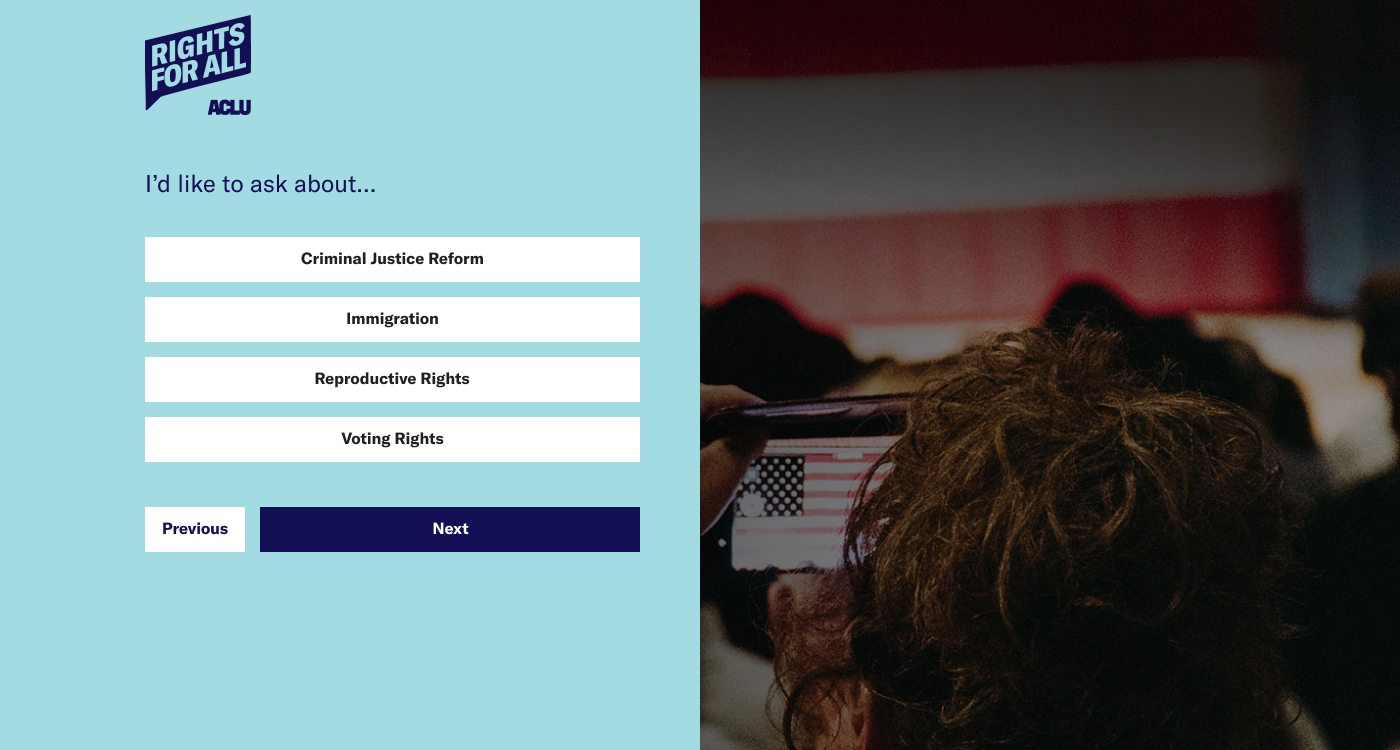 RIGHTS
FOR ALL
ACLU
I’d like to ask about…
Criminal Justice Reform
Immigration
Reproductive Rights
Voting Rights
Previous
Next